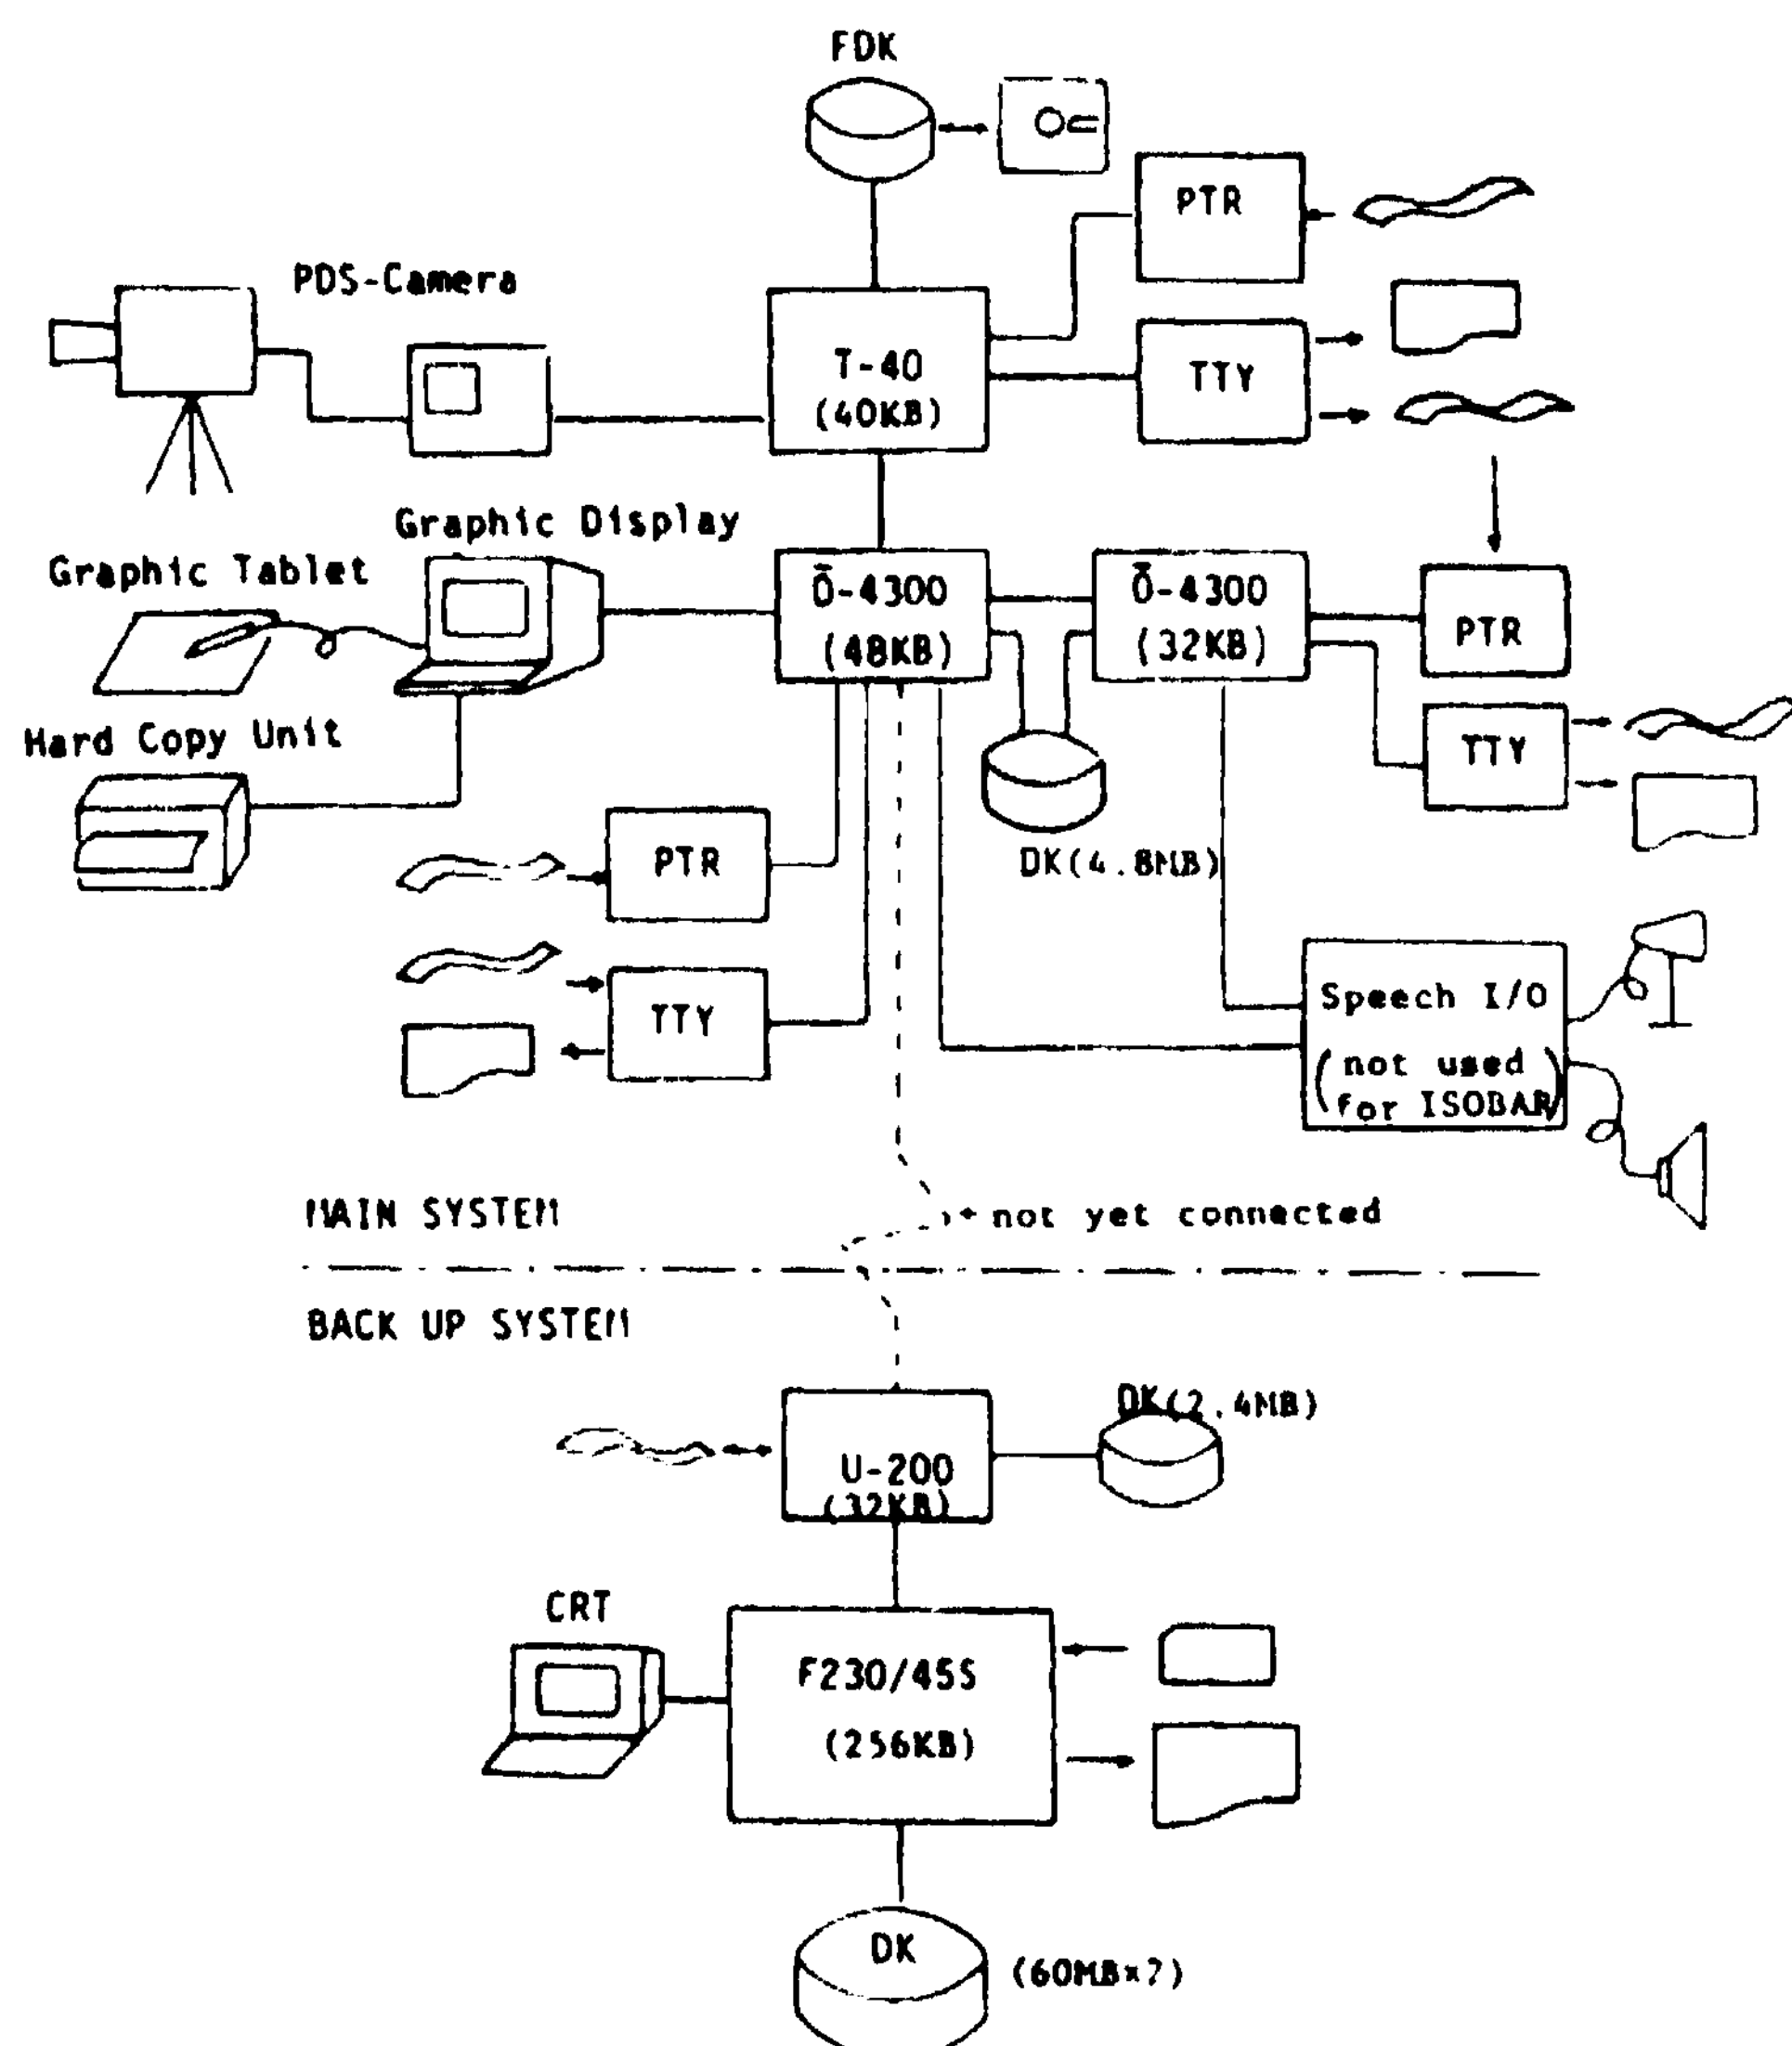 FDK
PTR
PDS-Camera
T-40
(40KB)
TTY
Graphic Display
Graphic Tablet
Ō-4300
(48KB)
Ō-4300
(32KB)
PTR
TTY
Hard Copy Unit
PTR
DK(4.8MB)
TTY
Speech I/O
(not used
for ISOBAR)
MAIN SYSTEM
not yet connected
BACK UP SYSTEM
DK(2.4MB)
U-200
(32KB)
CRT
F230/45S
(256KB)
DK